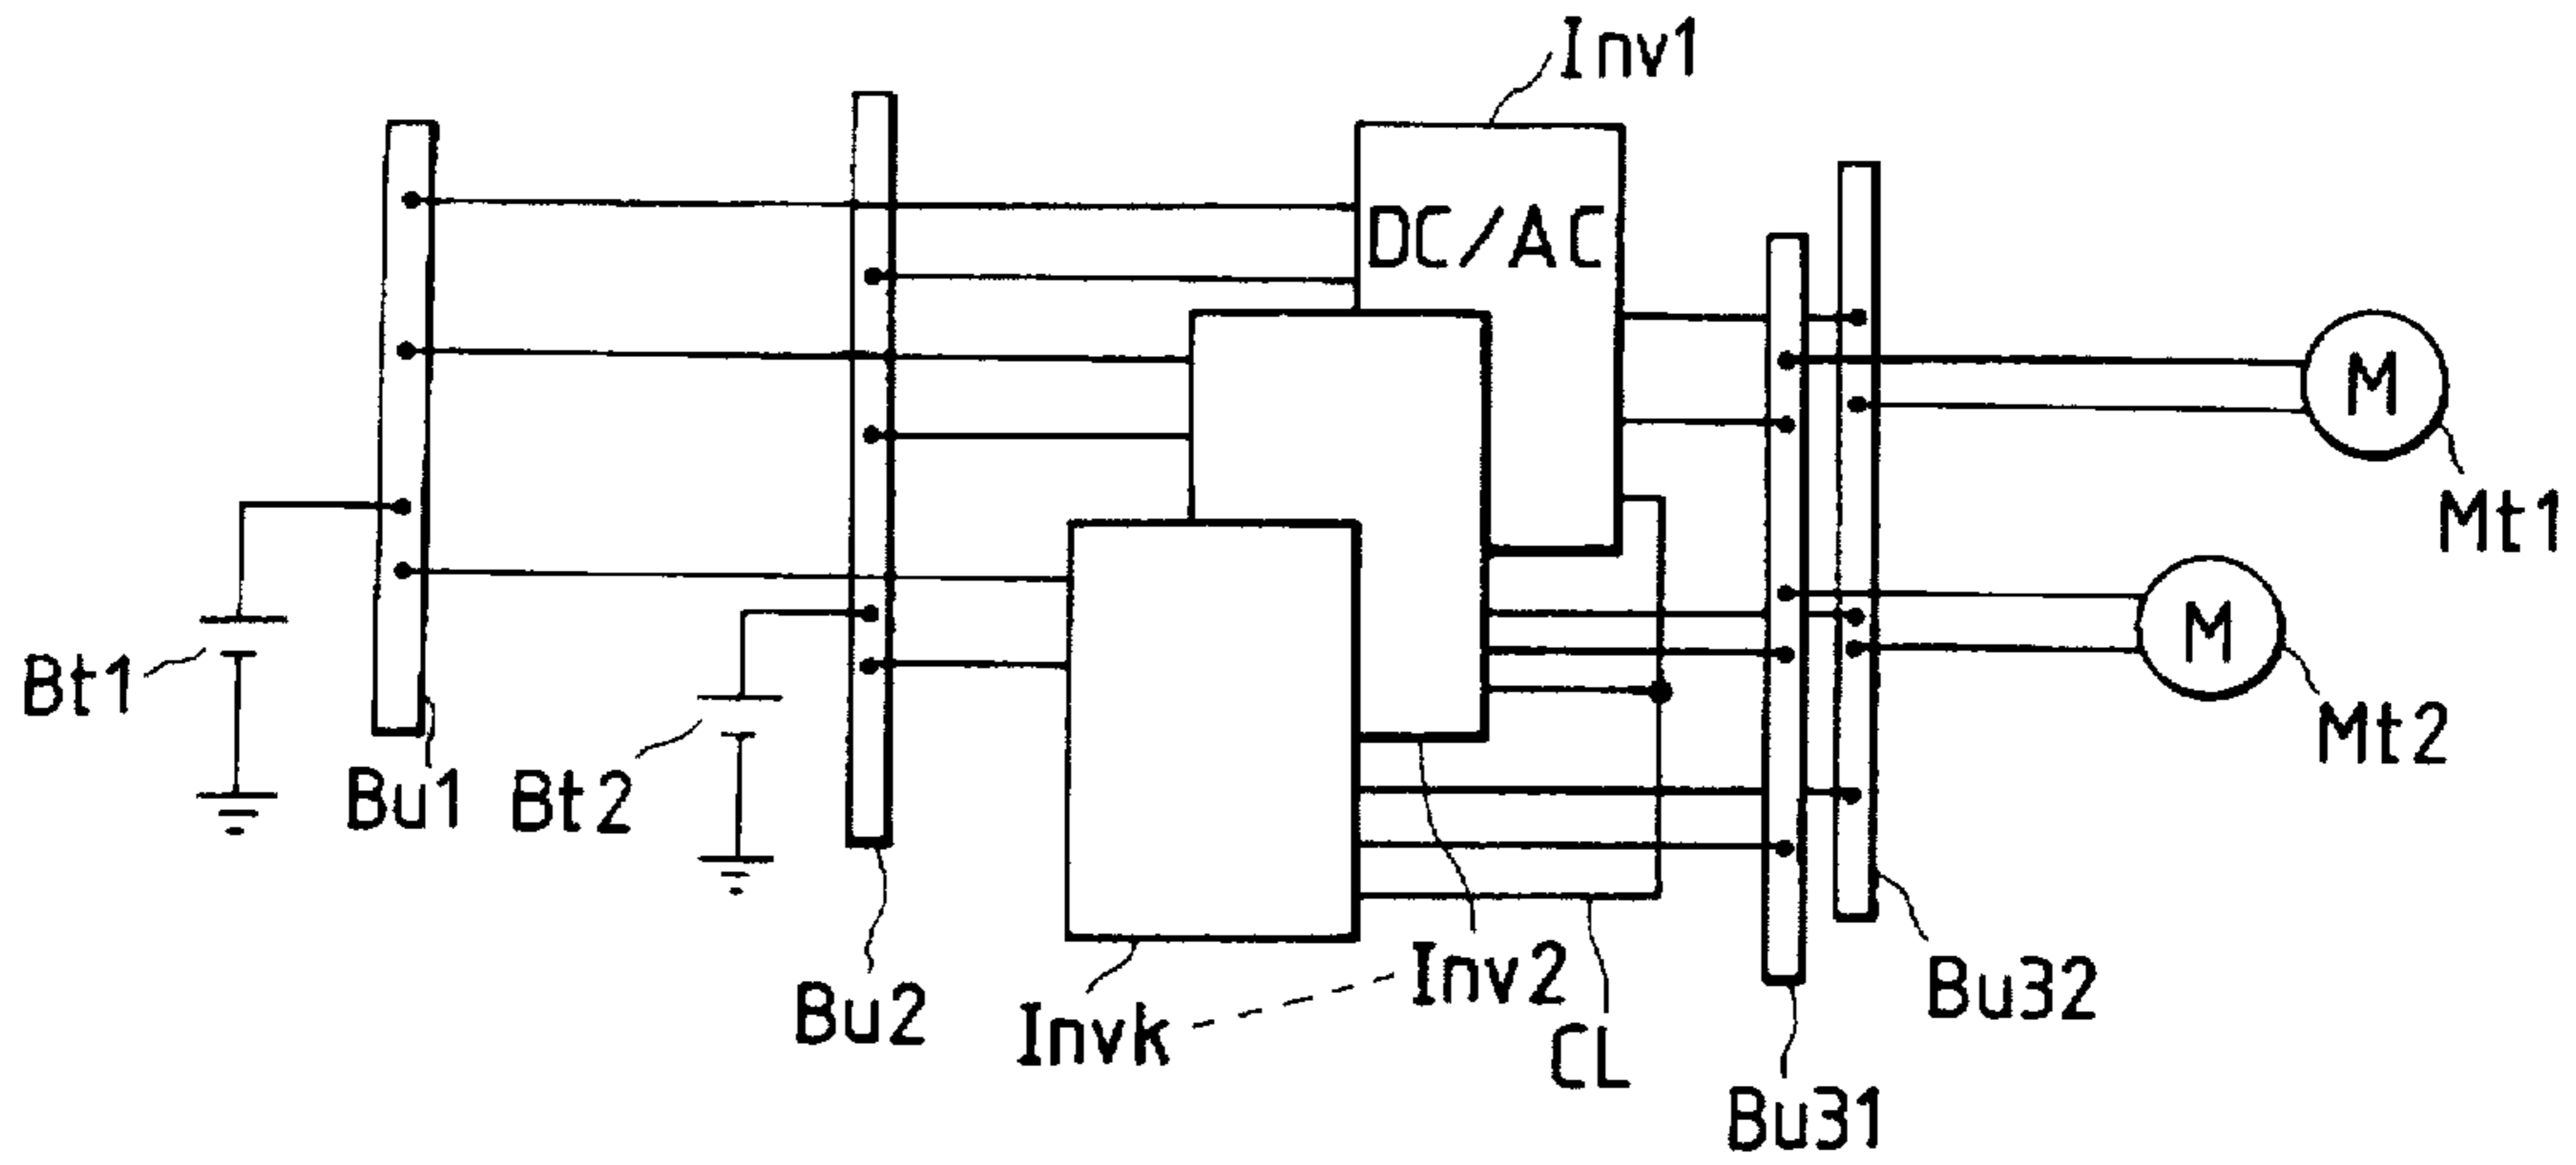 Inv1
DC/AC
M
Mt1
M
Mt2
Bt1
Bu1
Bt2
Bu2
Invk
Inv2
CL
Bu32
Bu31